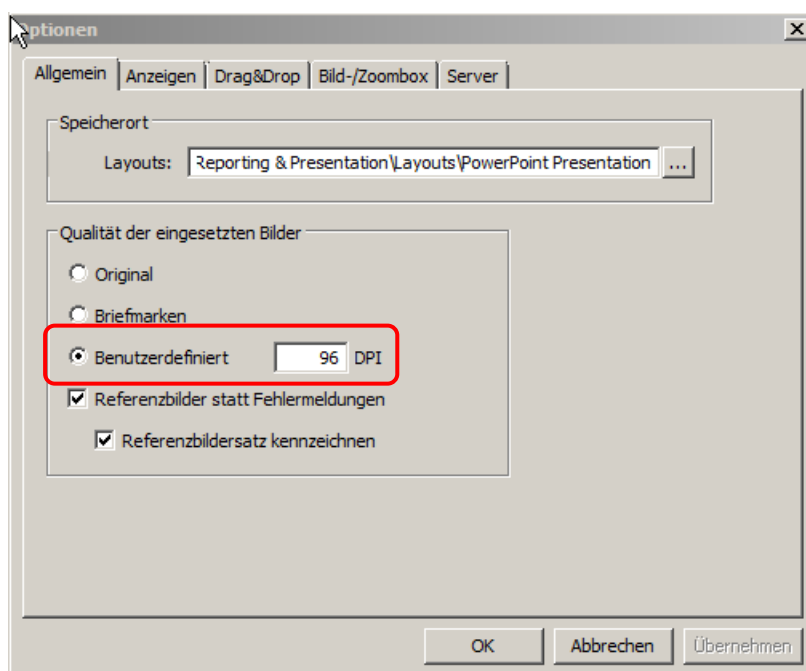 ptionen
Allgemein Anzeigen Drag&Drop Bild-/Zoombox Server
Speicherort
Layouts: Reporting & Presentation\Layouts\PowerPoint Presentation ...
Qualität der eingesetzten Bilder
Original
Briefmarken
Benutzerdefiniert 96 DPI
Referenzbilder statt Fehlermeldungen
Referenzbildersatz kennzeichnen
OK Abbrechen Übernehmen